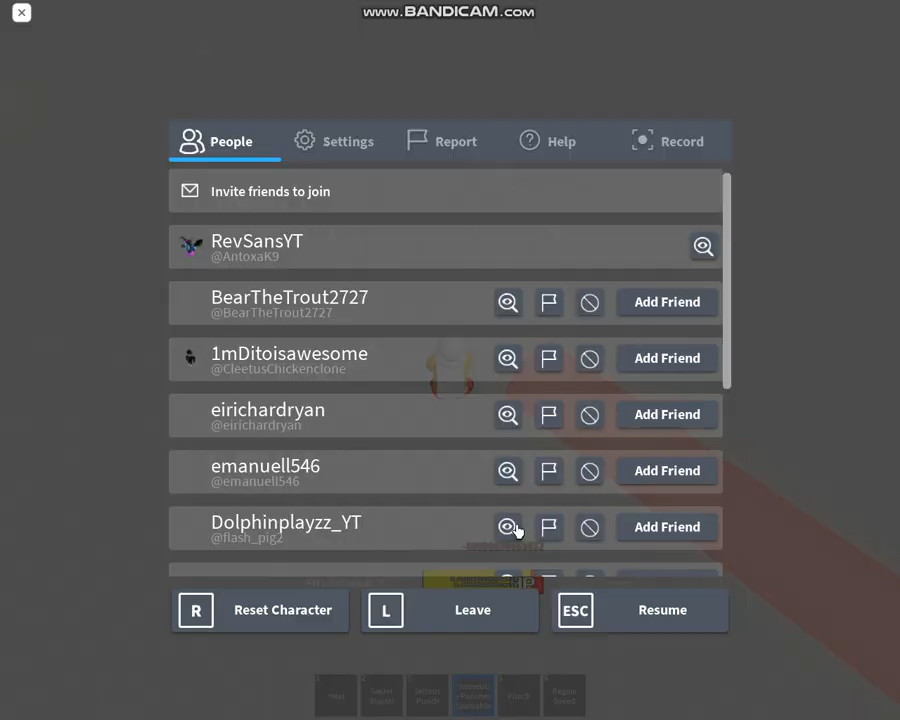 www.BANDICAM.com
People
Settings
Report
Help
Record
Invite friends to join
RevSansYT
@AntoxaK9
BearTheTrout2727
@BearTheTrout2727
Add Friend
1mDitoisawesome
@CleetusChickenclone
Add Friend
eirichardryan
@eirichardryan
Add Friend
emanuell546
@emanuell546
Add Friend
Dolphinplayzz_YT
@flash_pig2
Add Friend
R
Reset Character
L
Leave
ESC
Resume
Punch